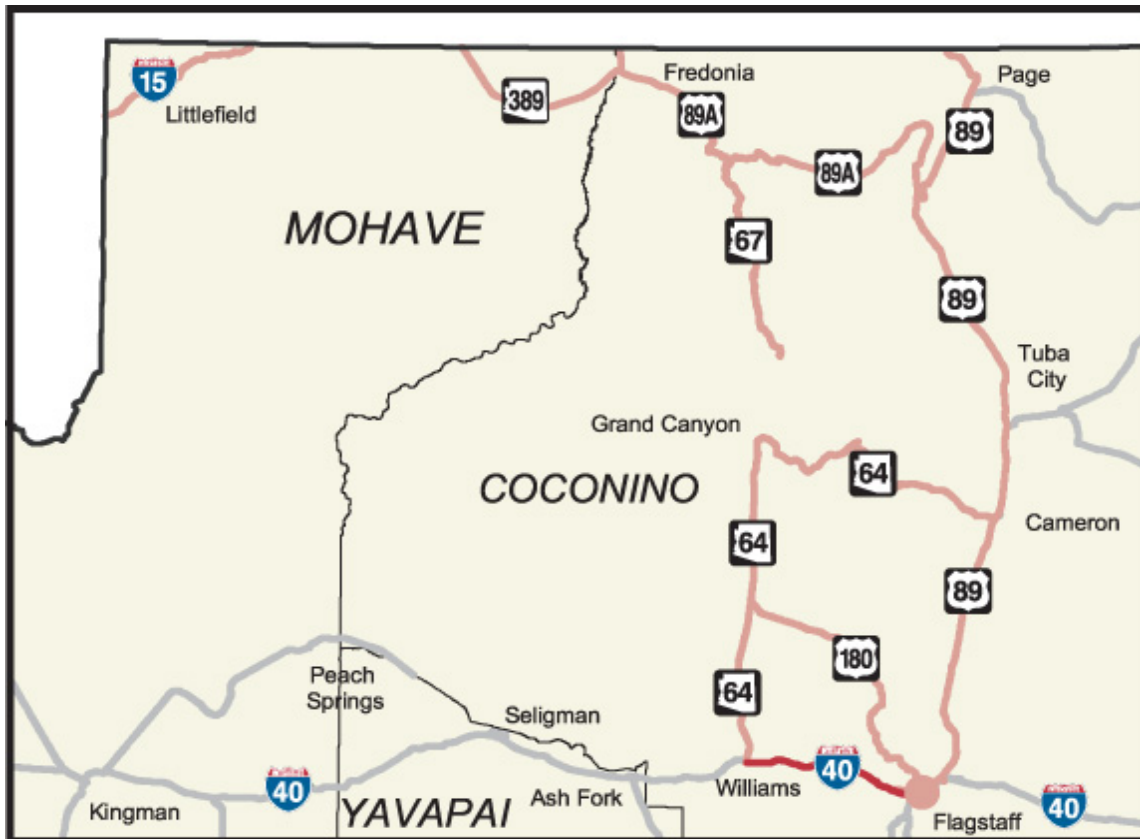 15
Littlefield
389
Fredonia
89A
Page
89
89A
MOHAVE
67
89
Tuba
City
Grand Canyon
COCONINO
64
Cameron
64
89
180
Peach
Springs
64
Seligman
40
Williams
40
Ash Fork
Kingman
YAVAPAI
Flagstaff
40